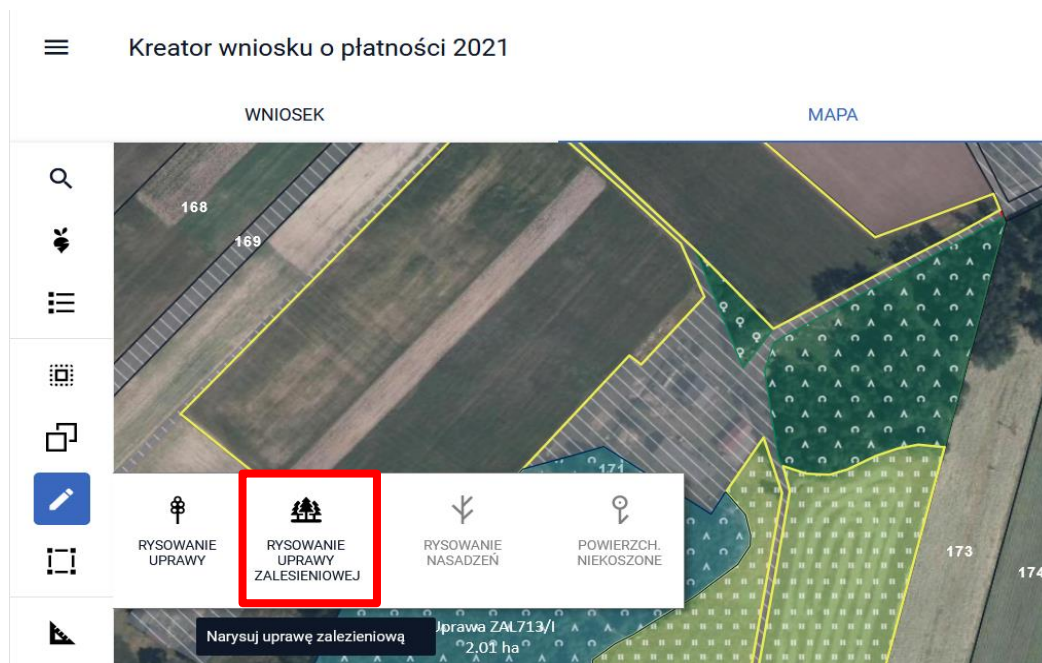 Kreator wniosku o płatności 2021
WNIOSEK
MAPA
168
169
171
173
174
RYSOWANIE
UPRAWY
RYSOWANIE
UPRAWY
ZALESIENIOWEJ
RYSOWANIE
NASADZEŃ
POWIERZCH.
NIEKOSZONE
Narysuj uprawę zalezieniową
Uprawa ZAL713/I
2.01 ha